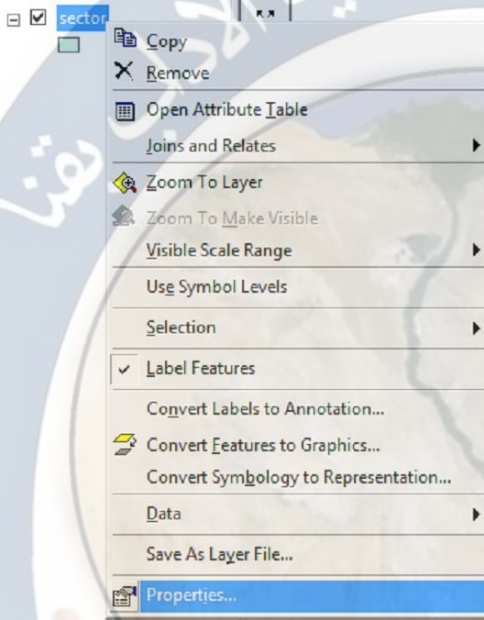 sector
Copy
Remove
Open Attribute Table
Joins and Relates
Zoom To Layer
Zoom To Make Visible
Visible Scale Range
Use Symbol Levels
Selection
Label Features
Convert Labels to Annotation...
Convert Features to Graphics...
Convert Symbology to Representation...
Data
Save As Layer File...
Properties...
الاداب بقنا